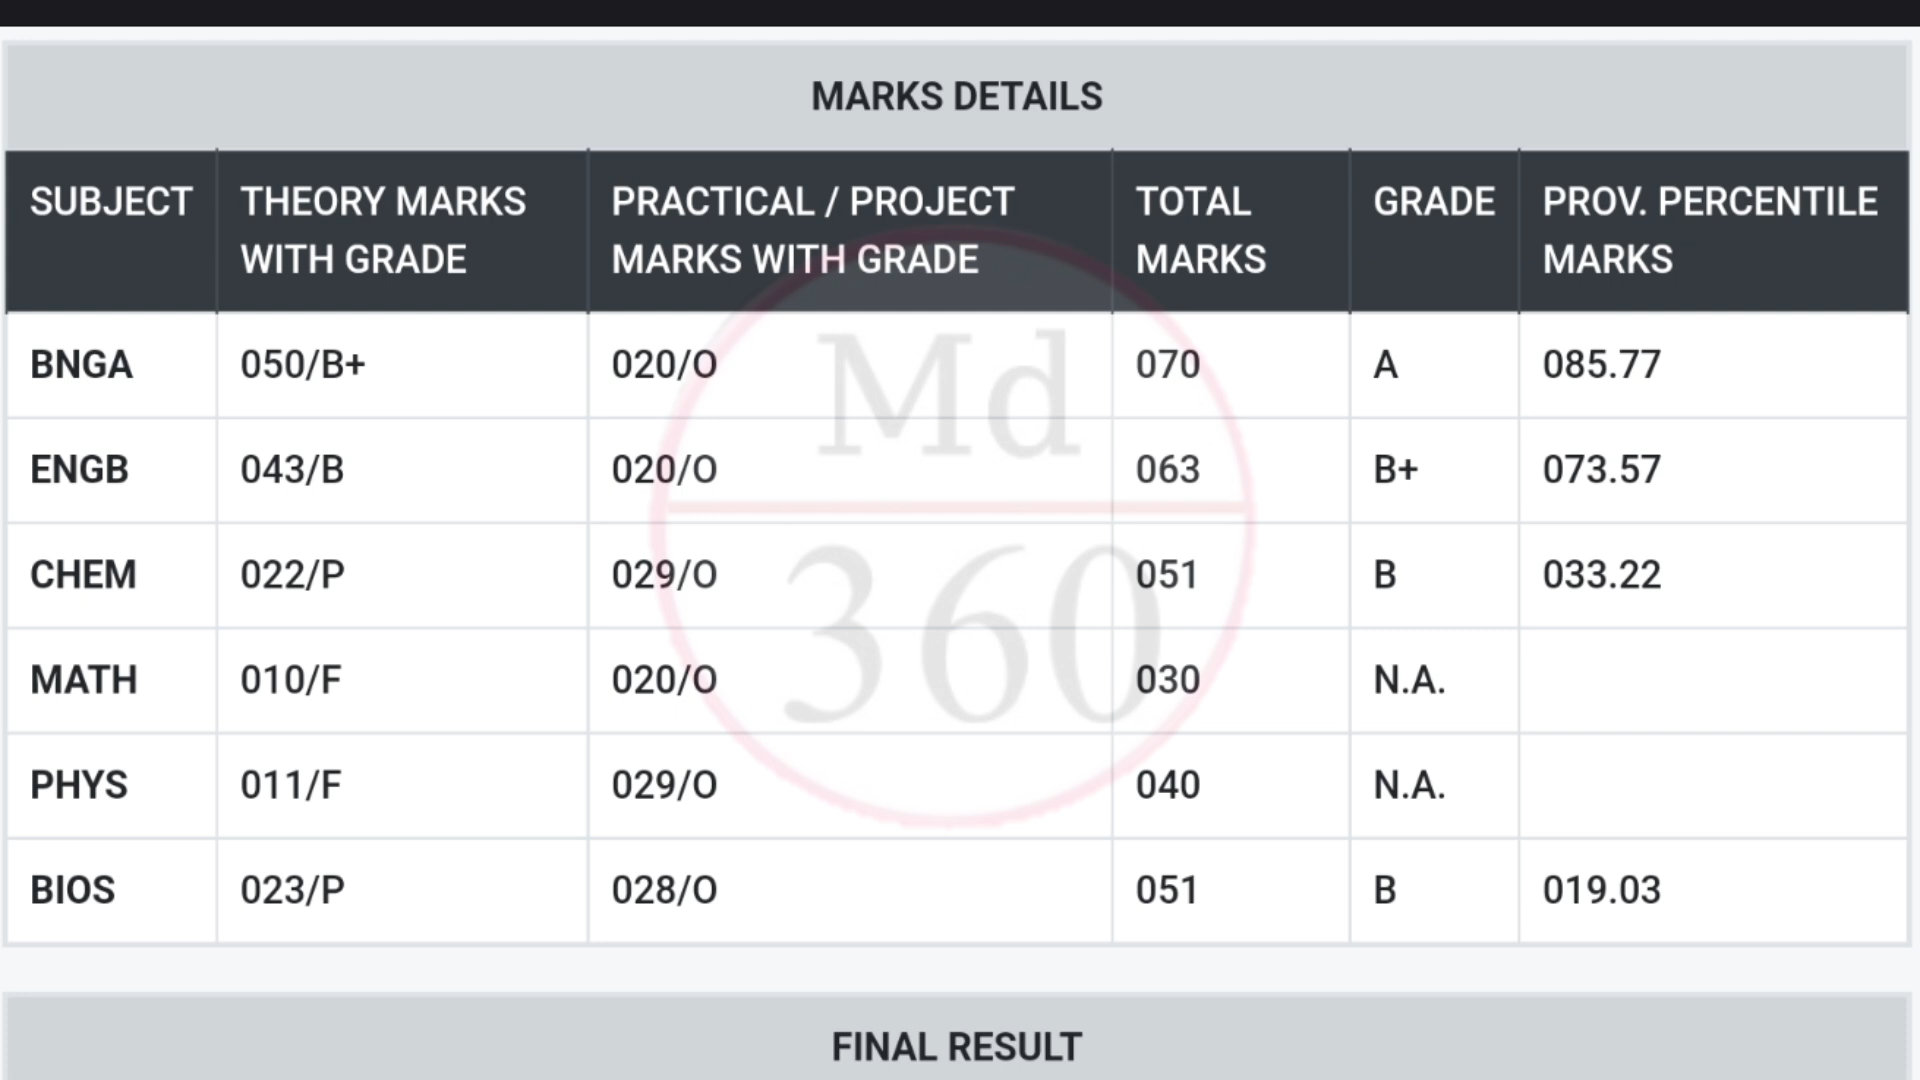 MARKS DETAILS
SUBJECT THEORY MARKS WITH GRADE PRACTICAL / PROJECT MARKS WITH GRADE TOTAL MARKS GRADE PROV. PERCENTILE MARKS
BNGA 050/B+ 020/O 070 A 085.77
ENGB 043/B 020/O 063 B+ 073.57
CHEM 022/P 029/O 051 B 033.22
MATH 010/F 020/O 030 N.A.
PHYS 011/F 029/O 040 N.A.
BIOS 023/P 028/O 051 B 019.03
FINAL RESULT
Md
360